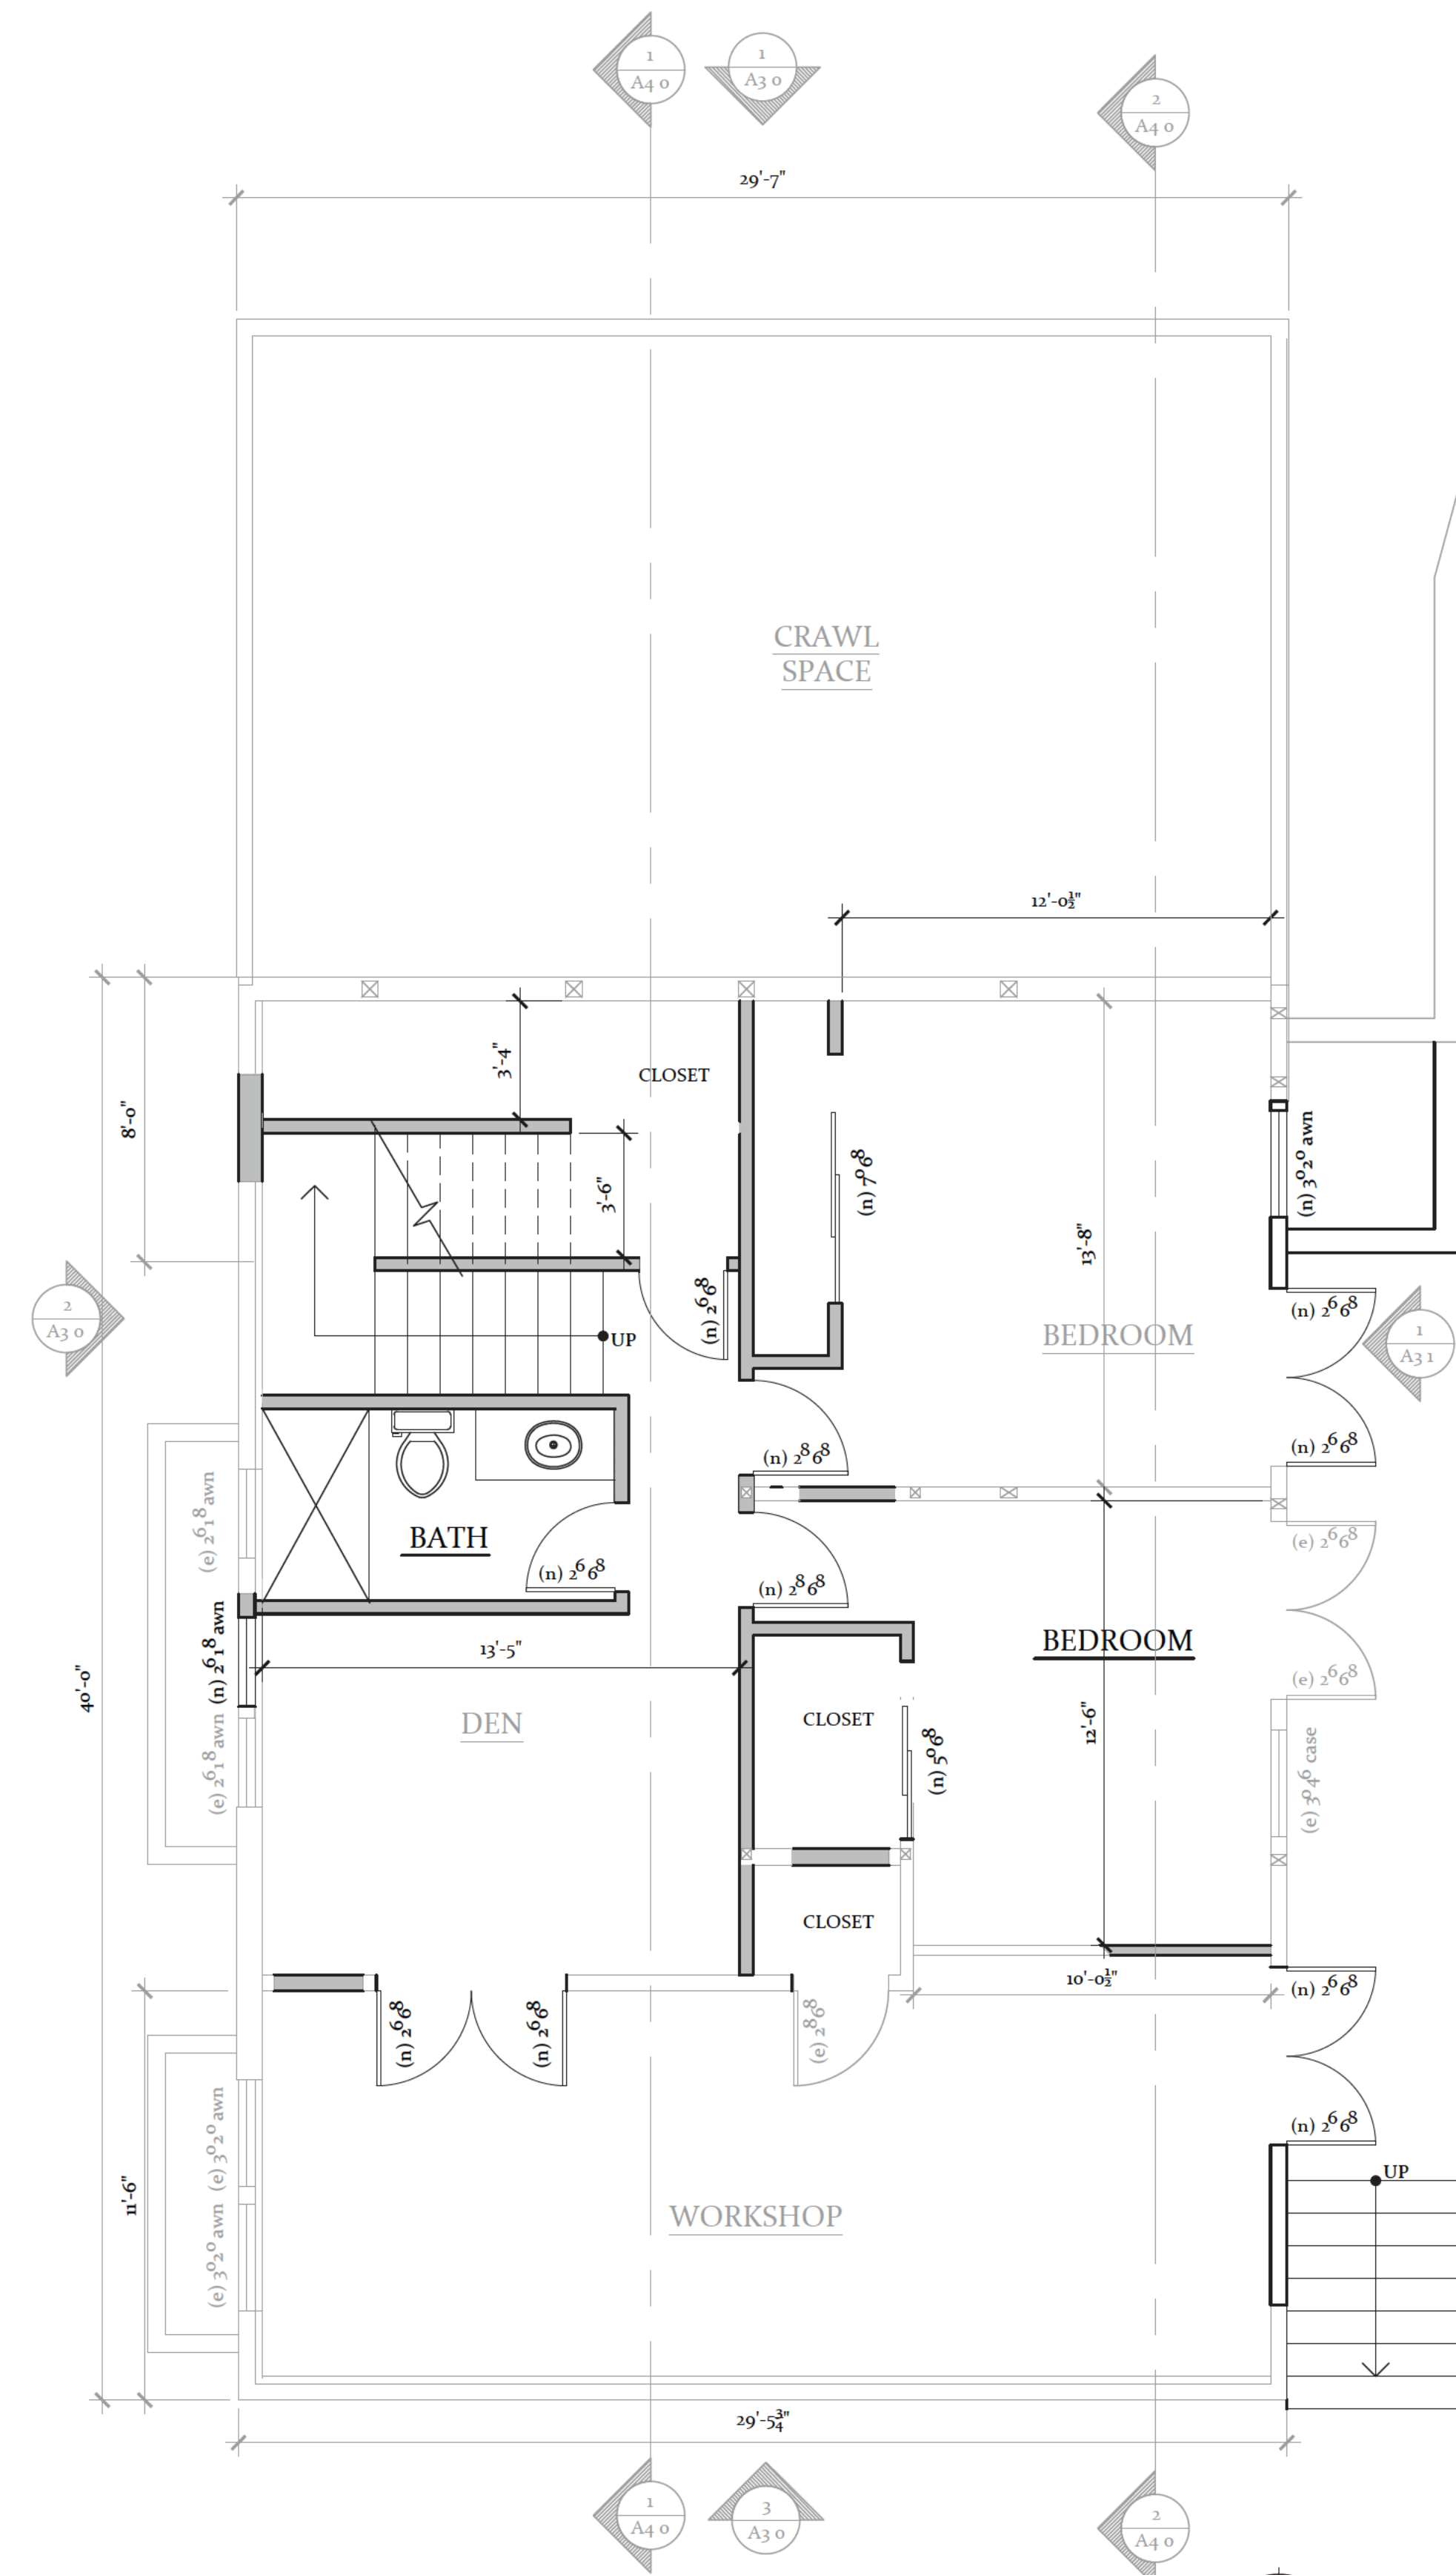 1
A4 0
1
A3 0
2
A4 0
29'-7"
CRAWL
SPACE
12'-0½"
3'-4"
CLOSET
8'-0"
3'-6"
(n) 7⁰6⁸
(n) 3⁰2⁰ awn
13'-8"
2
A3 0
(n) 2⁶6⁸
UP
BEDROOM
(n) 2⁶6⁸
1
A3 1
(n) 2⁸6⁸
(n) 2⁶6⁸
(e) 2⁶1⁸ awn
BATH
(n) 2⁶6⁸
(n) 2⁸6⁸
(e) 2⁶6⁸
(n) 2⁶1⁸ awn
13'-5"
BEDROOM
(e) 2⁶6⁸
40'-0"
DEN
CLOSET
12'-6"
(e) 2⁶1⁸ awn
(n) 5⁰6⁸
(e) 3⁰4⁶ case
CLOSET
10'-0½"
(n) 2⁶6⁸
(n) 2⁶6⁸
(n) 2⁶6⁸
(e) 2⁸6⁸
(n) 2⁶6⁸
(e) 3⁰2⁰ awn
11'-6"
UP
WORKSHOP
(e) 3⁰2⁰ awn
29'-5¾"
1
A4 0
3
A3 0
2
A4 0